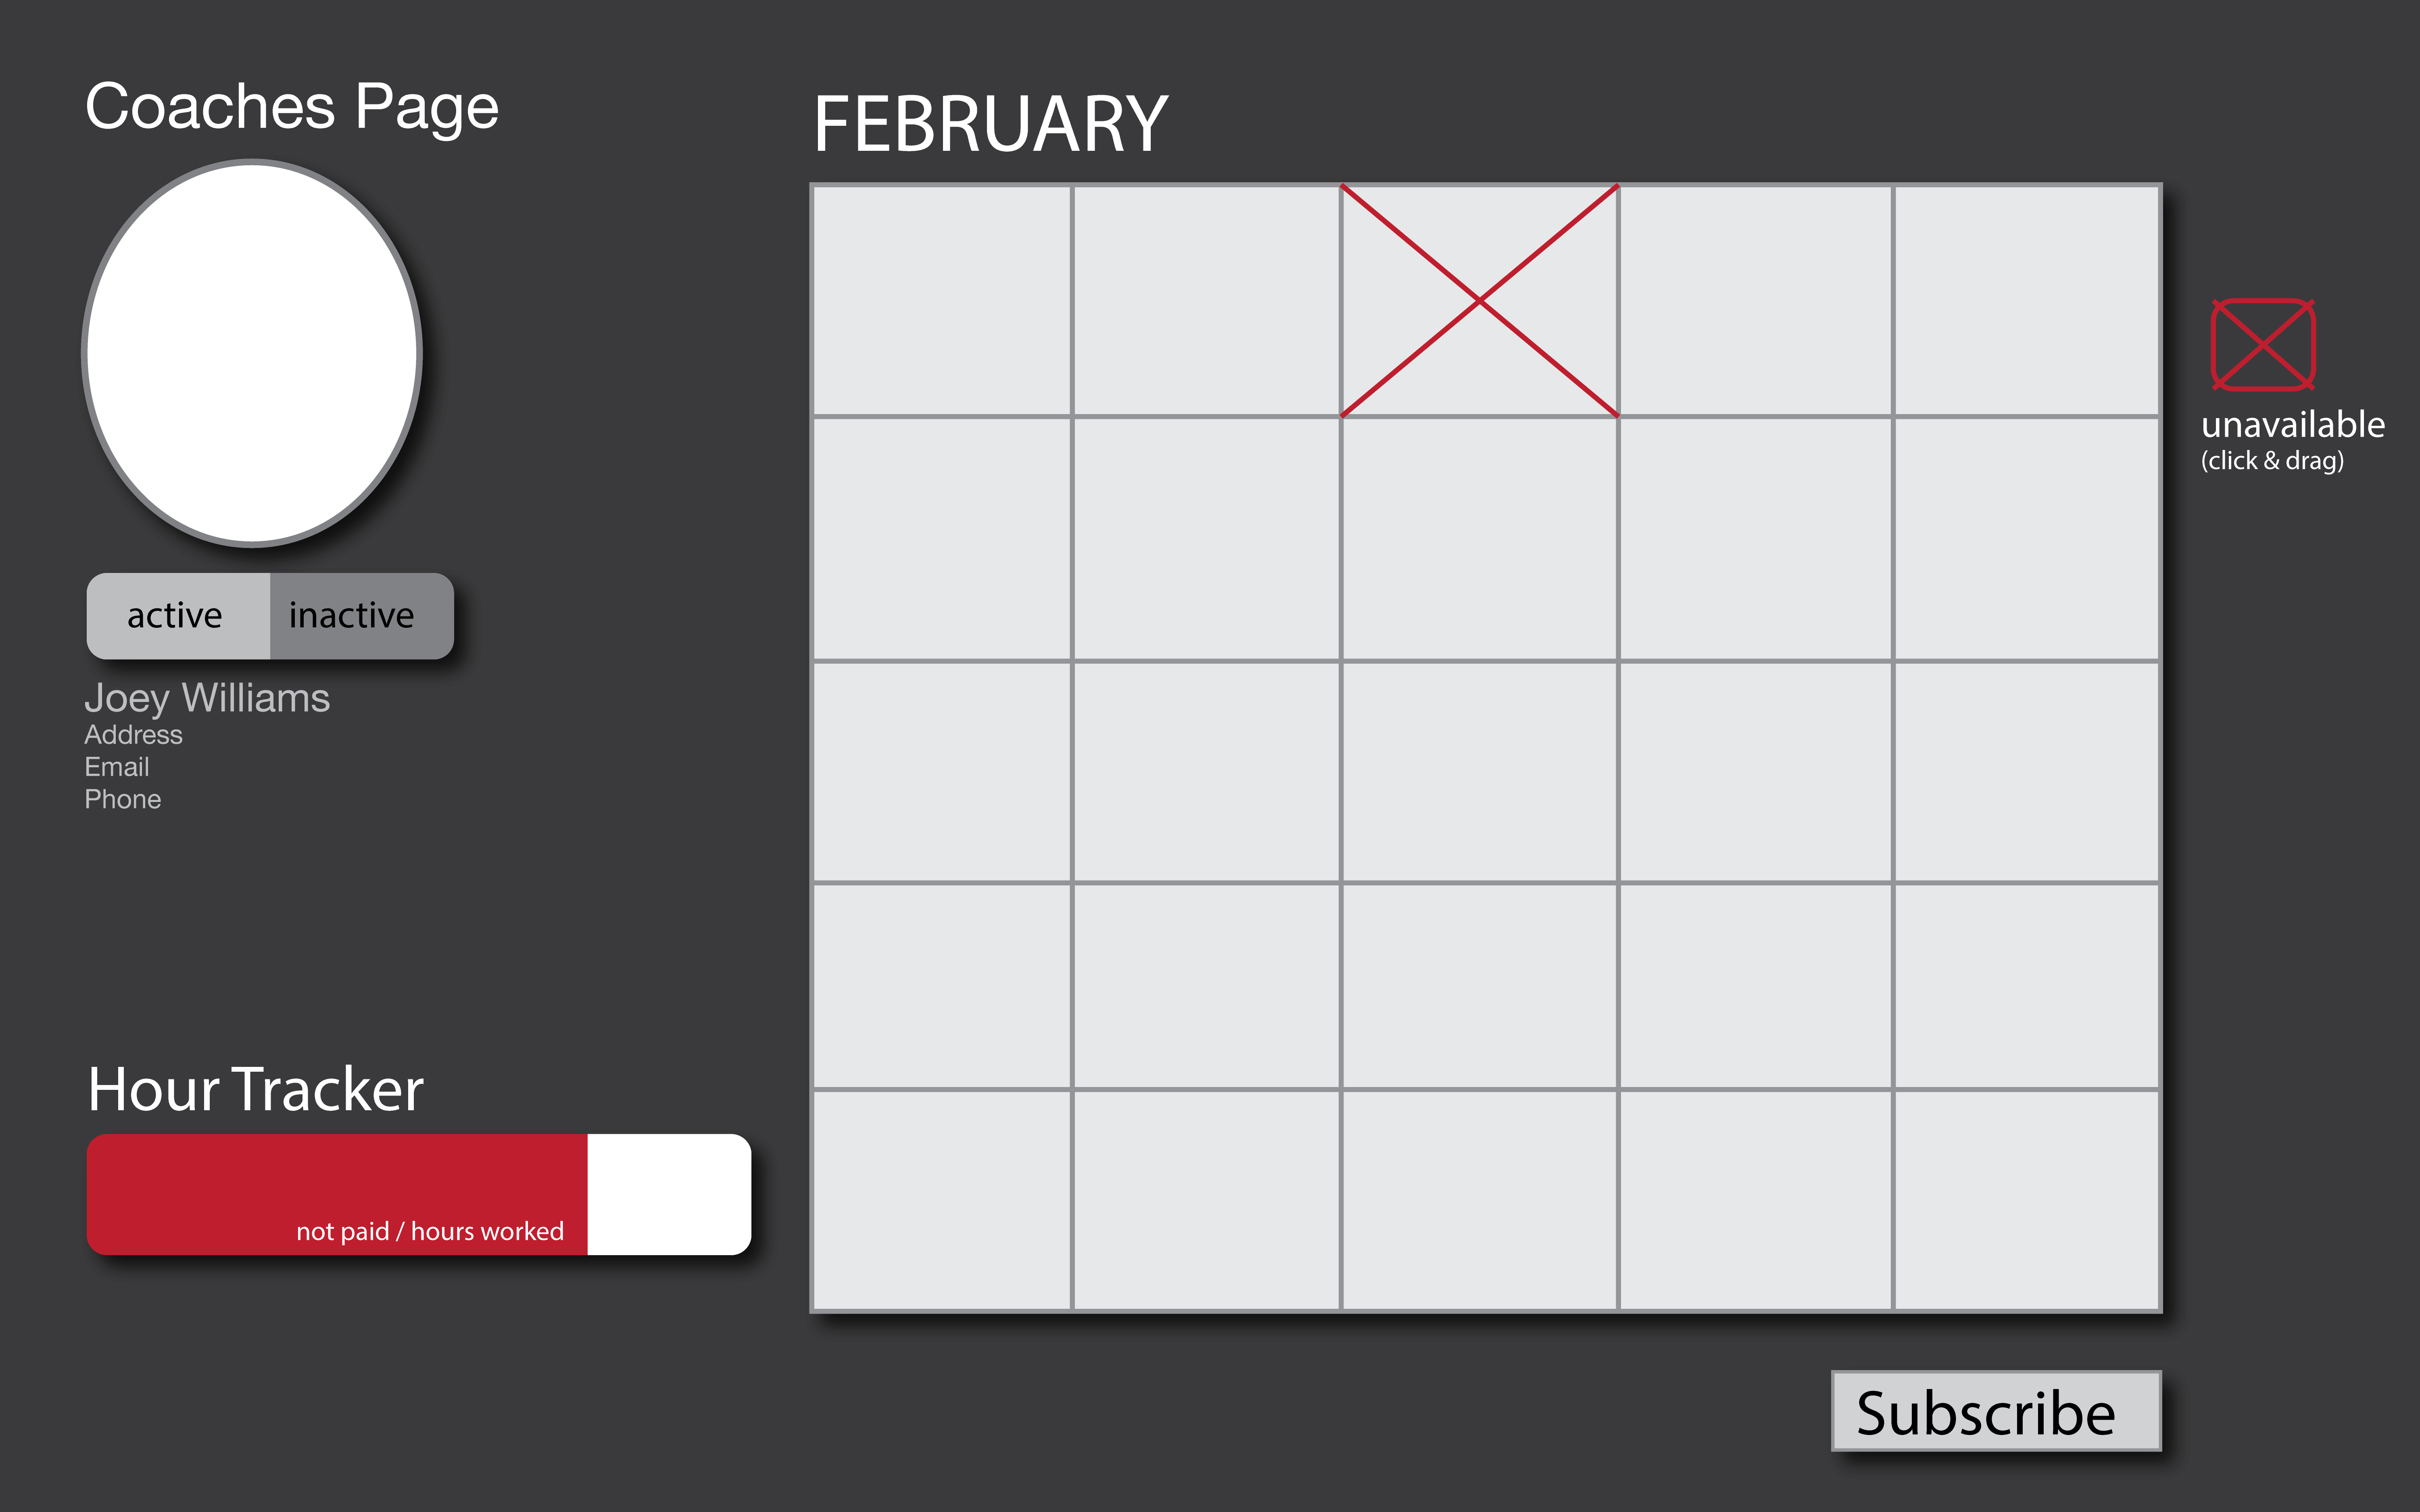 Coaches Page
active
inactive
Joey Williams
Address
Email
Phone
Hour Tracker
not paid / hours worked
FEBRUARY
unavailable
(click & drag)
Subscribe